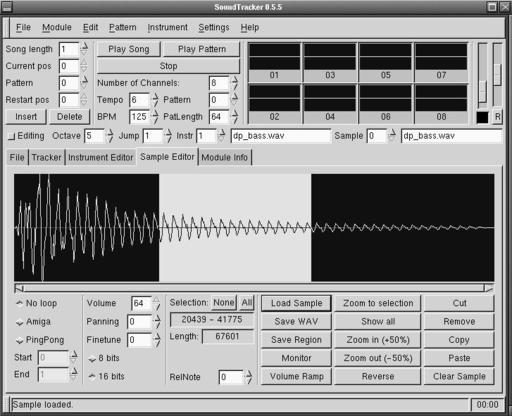 SoundTracker 0.5.5
File Module Edit Pattern Instrument Settings Help
Song length 1 Play Song Play Pattern
Current pos 0 Stop
Pattern 0 Number of Channels: 8
Restart pos 0 Tempo 6 Pattern 0
Insert Delete BPM 125 PatLength 64
01 03 05 07
02 04 06 08
R
Editing Octave 5 Jump 1 Instr 1 dp_bass.wav Sample 0 dp_bass.wav
File Tracker Instrument Editor Sample Editor Module Info
No loop Volume 64 Selection: None All Load Sample Zoom to selection Cut
Amiga Panning 0 20439 - 41775 Save WAV Show all Remove
PingPong Finetune 0 Length: 67601 Save Region Zoom in (+50%) Copy
Start 0 8 bits Monitor Zoom out (-50%) Paste
End 1 16 bits RelNote 0 Volume Ramp Reverse Clear Sample
Sample loaded. 00:00